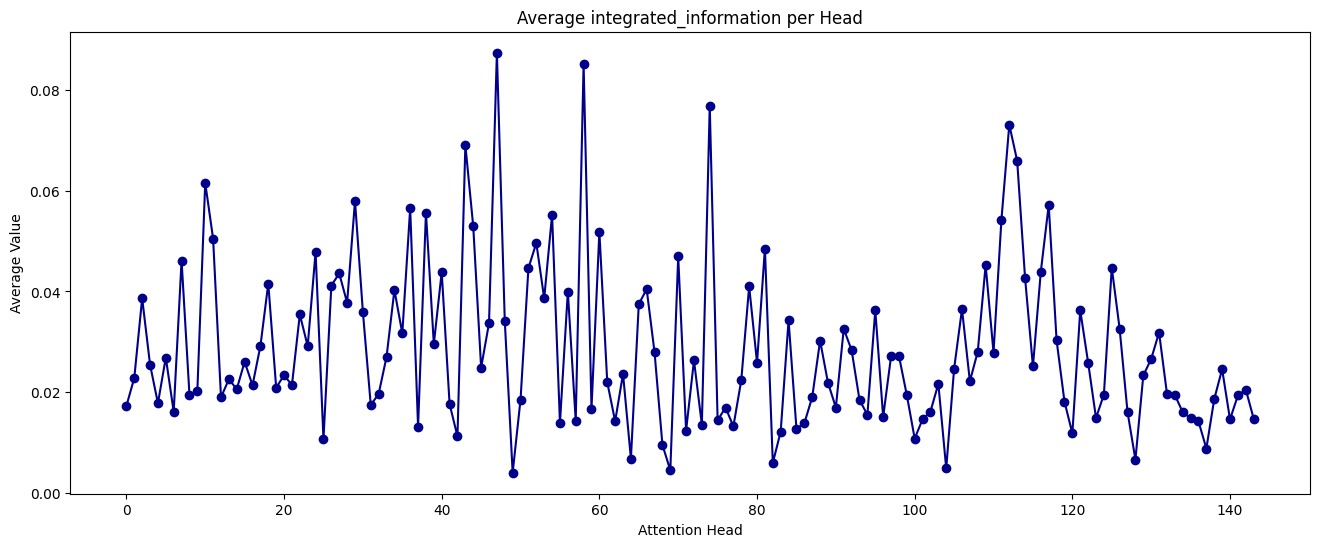 Average integrated_information per Head
Average Value
0.08
0.06
0.04
0.02
0.00
0 20 40 60 80 100 120 140
Attention Head